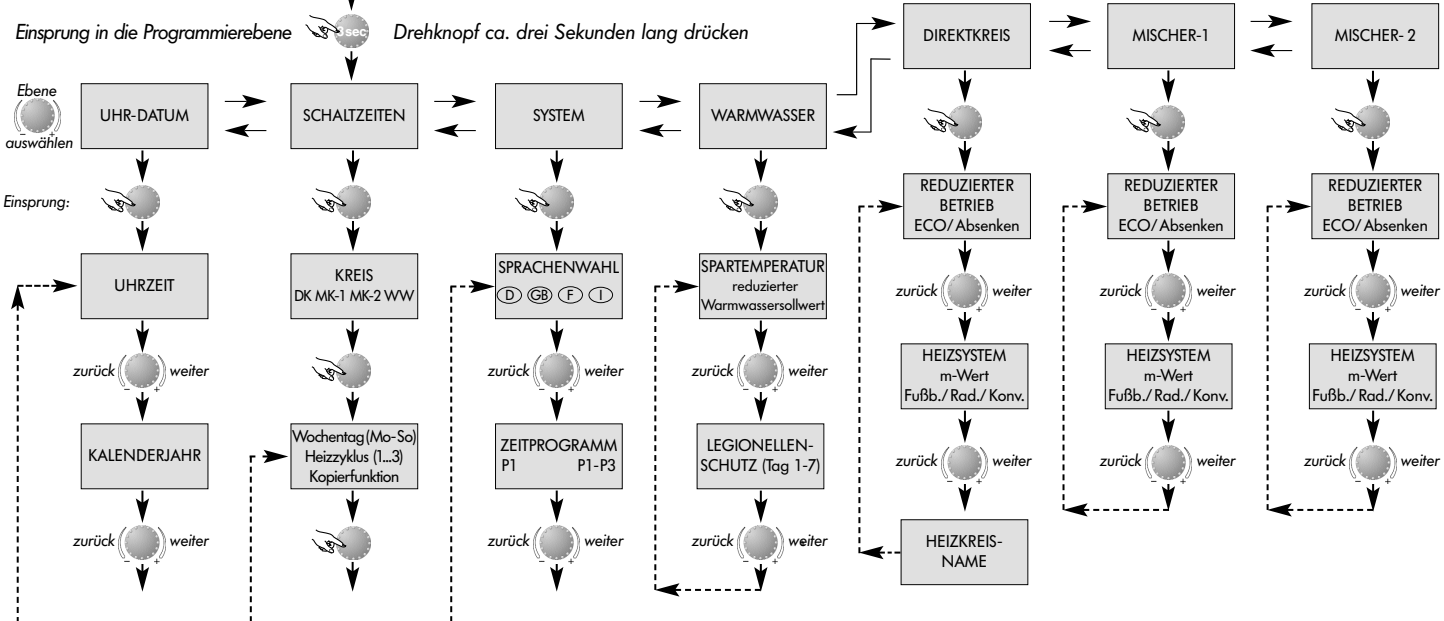 Einsprung in die Programmierebene
3sec
Drehknopf ca. drei Sekunden lang drücken
DIREKTKREIS
MISCHER-1
MISCHER- 2
Ebene
auswählen
UHR-DATUM
SCHALTZEITEN
SYSTEM
WARMWASSER
Einsprung:
REDUZIERTER
BETRIEB
ECO/Absenken
REDUZIERTER
BETRIEB
ECO/Absenken
REDUZIERTER
BETRIEB
ECO/Absenken
UHRZEIT
KREIS
DK MK-1 MK-2 WW
SPRACHENWAHL
D GB F I
SPARTEMPERATUR
reduzierter
Warmwassersollwert
zurück weiter
zurück weiter
zurück weiter
HEIZSYSTEM
m-Wert
Fußb./Rad./Konv.
HEIZSYSTEM
m-Wert
Fußb./Rad./Konv.
HEIZSYSTEM
m-Wert
Fußb./Rad./Konv.
zurück weiter
zurück weiter
zurück weiter
KALENDERJAHR
Wochentag(Mo-So)
Heizzyklus (1...3)
Kopierfunktion
ZEITPROGRAMM
P1 P1-P3
LEGIONELLEN-
SCHUTZ (Tag 1-7)
zurück weiter
zurück weiter
zurück weiter
zurück weiter
zurück weiter
zurück weiter
HEIZKREIS-
NAME